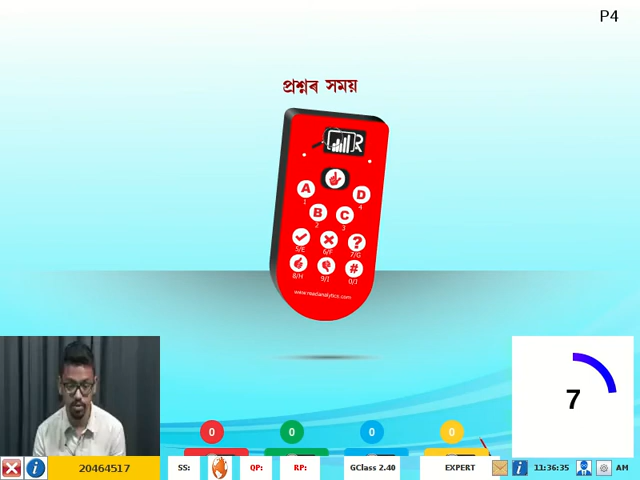 P4
প্ৰশ্নৰ সময়
R
A
D
1
4
B
C
2
3
?
5/E
6/F
7/G
#
8/H
9/I
0/J
www.readanalytics.com
7
0
0
0
0
20464517
SS:
QP:
RP:
GClass 2.40
EXPERT
11:36:35
AM